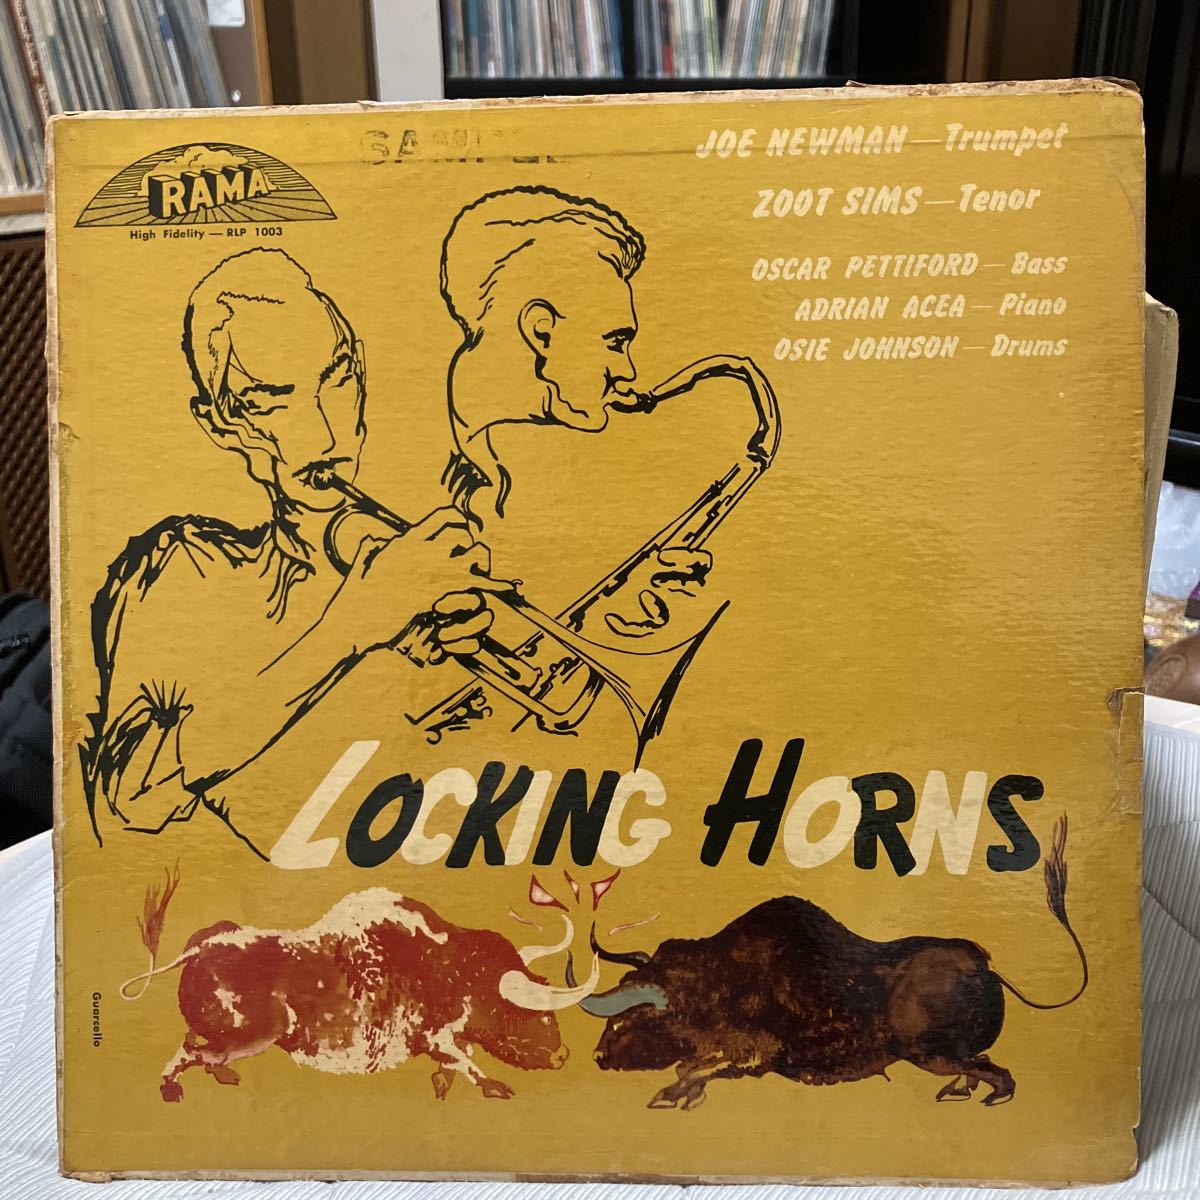 SAMPLE
RAMA
High Fidelity — RLP 1003
JOE NEWMAN — Trumpet
ZOOT SIMS — Tenor
OSCAR PETTIFORD — Bass
ADRIAN ACEA — Piano
OSIE JOHNSON — Drums
LOCKING HORNS
Guarcello